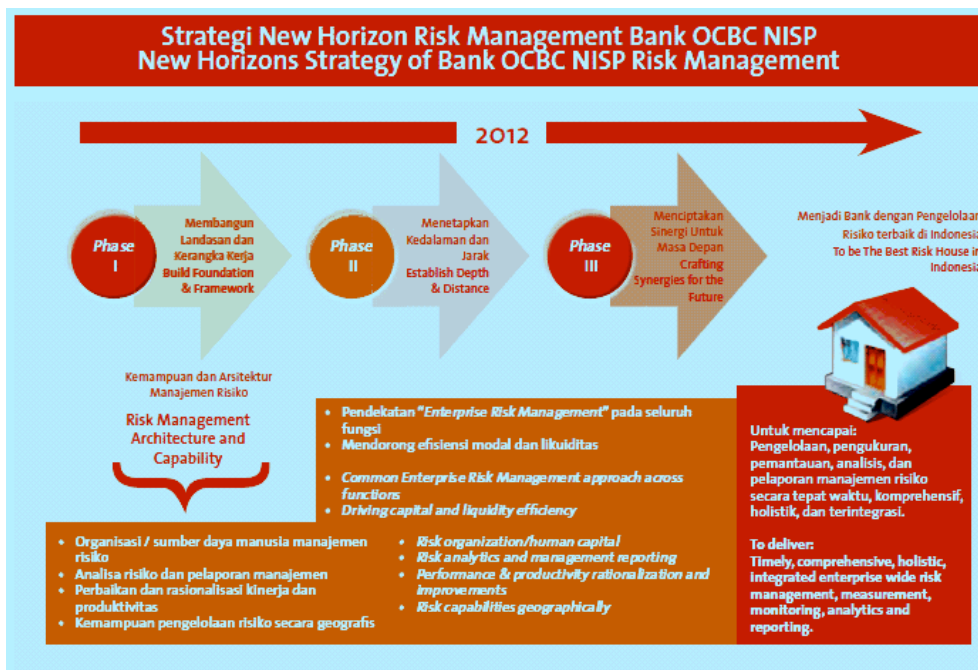 Strategi New Horizon Risk Management Bank OCBC NISP
New Horizons Strategy of Bank OCBC NISP Risk Management
2012
Phase
I
Membangun
Landasan dan
Kerangka Kerja
Build Foundation
& Framework
Phase
II
Menetapkan
Kedalaman dan
Jarak
Establish Depth
& Distance
Phase
III
Menciptakan
Sinergi Untuk
Masa Depan
Crafting
Synergies for the
Future
Menjadi Bank dengan Pengelolaan
Risiko terbaik di Indonesia
To be The Best Risk House in
Indonesia
Kemampuan dan Arsitektur
Manajemen Risiko
Risk Management
Architecture and
Capability
• Pendekatan "Enterprise Risk Management" pada seluruh
fungsi
• Mendorong efisiensi modal dan likuiditas
• Common Enterprise Risk Management approach across
functions
• Driving capital and liquidity efficiency
• Organisasi / sumber daya manusia manajemen
risiko
• Analisa risiko dan pelaporan manajemen
• Perbaikan dan rasionalisasi kinerja dan
produktivitas
• Kemampuan pengelolaan risiko secara geografis
• Risk organization/human capital
• Risk analytics and management reporting
• Performance & productivity rationalization and
improvements
• Risk capabilities geographically
Untuk mencapai:
Pengelolaan, pengukuran,
pemantauan, analisis, dan
pelaporan manajemen risiko
secara tepat waktu, komprehensif,
holistik, dan terintegrasi.
To deliver:
Timely, comprehensive, holistic,
integrated enterprise wide risk
management, measurement,
monitoring, analytics and
reporting.